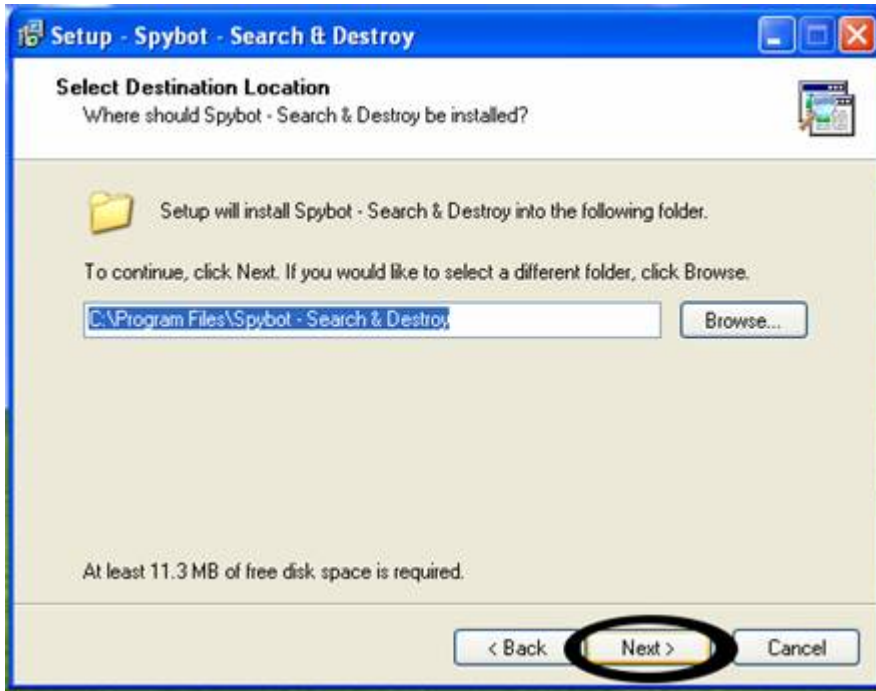 Setup - Spybot - Search & Destroy
Select Destination Location
Where should Spybot - Search & Destroy be installed?
Setup will install Spybot - Search & Destroy into the following folder.
To continue, click Next. If you would like to select a different folder, click Browse.
C:\Program Files\Spybot - Search & Destroy
Browse...
At least 11.3 MB of free disk space is required.
< Back Next > Cancel